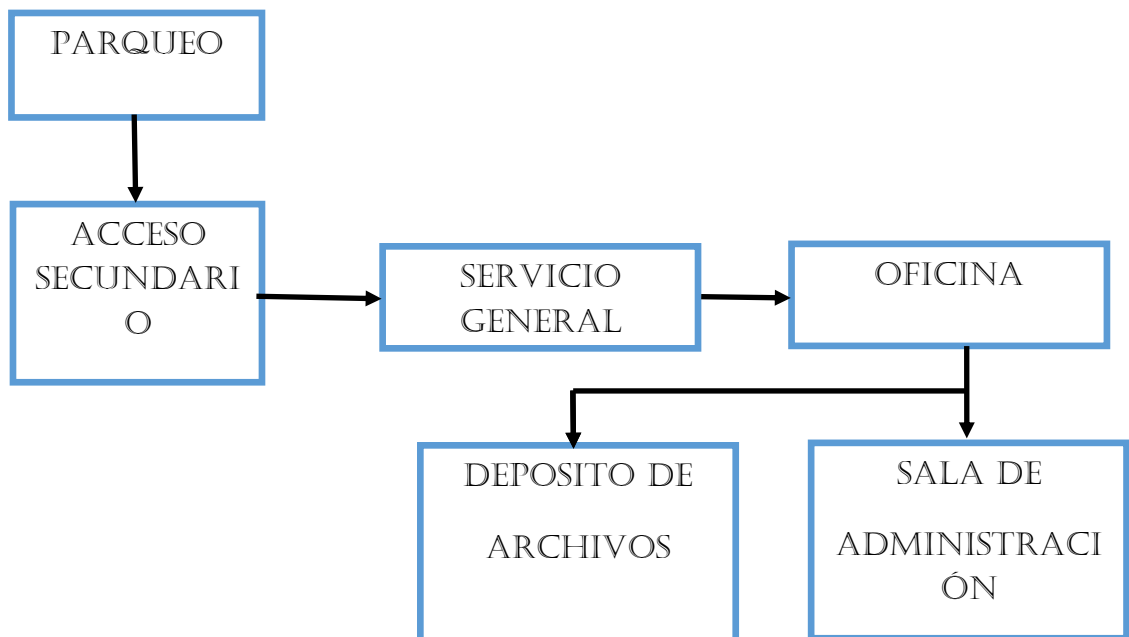 PARQUEO
ACCESO
SECUNDARI
O
SERVICIO
GENERAL
OFICINA
DEPOSITO DE
ARCHIVOS
SALA DE
ADMINISTRACI
ÓN